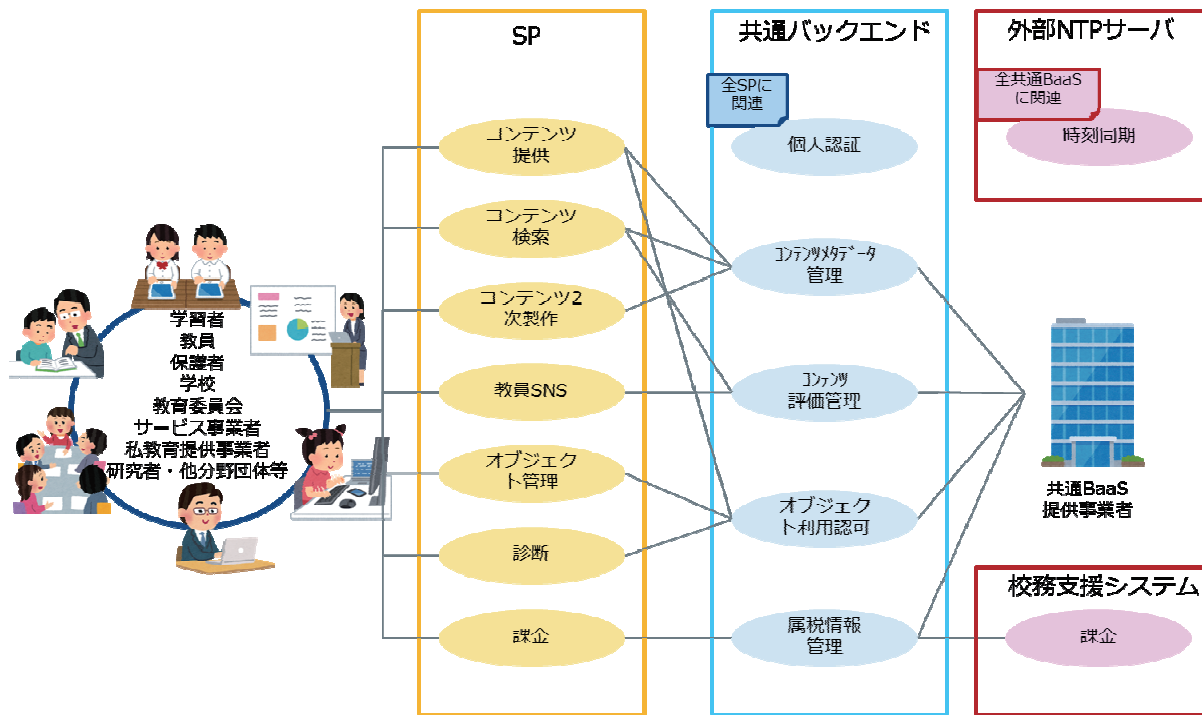 SP
共通バックエンド
外部NTPサーバ
全SPに
関連
全共通BaaS
に関連
コンテンツ
提供
個人認証
時刻同期
コンテンツ
検索
コンテンツメタデータ
管理
コンテンツ2
次製作
学習者
教員
保護者
学校
教育委員会
サービス事業者
私教育提供事業者
研究者・他分野団体等
教員SNS
コンテンツ
評価管理
オブジェク
ト管理
オブジェク
ト利用認可
共通BaaS
提供事業者
診断
校務支援システム
課金
属税情報
管理
課金